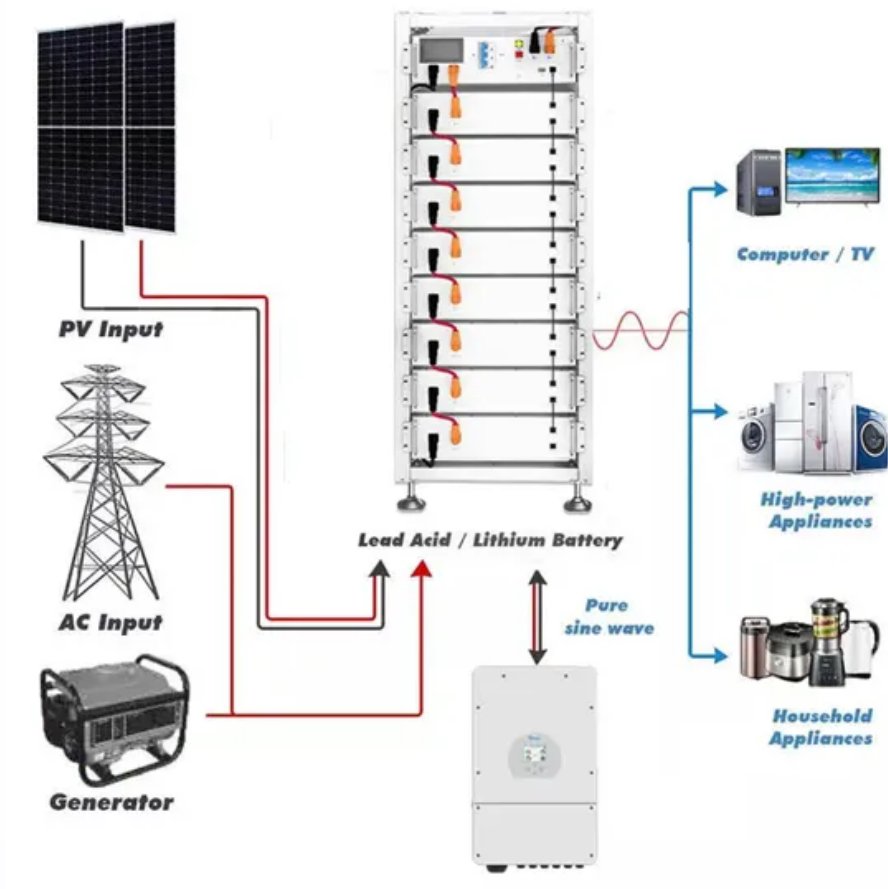 PV Input
AC Input
Generator
Lead Acid / Lithium Battery
Pure
sine wave
Computer / TV
High-power
Appliances
Household
Appliances